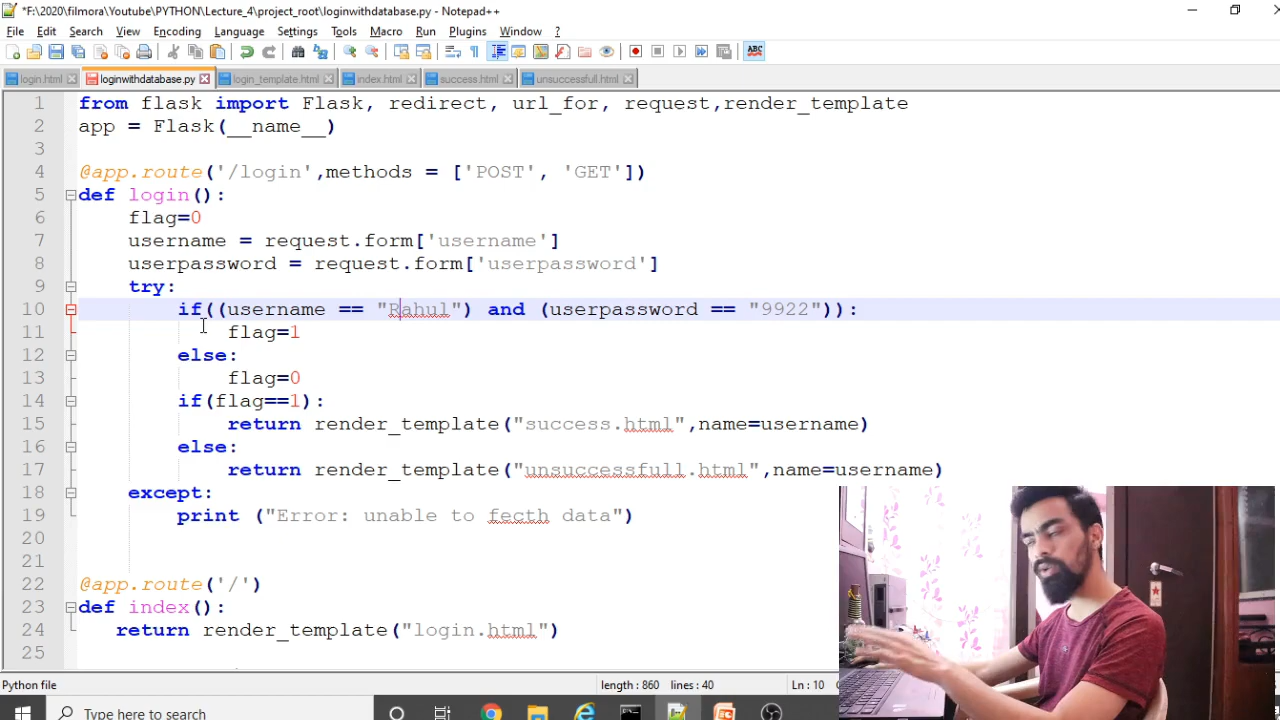 *F:\2020\filmora\Youtube\PYTHON\Lecture_4\project_root\loginwithdatabase.py - Notepad++
File Edit Search View Encoding Language Settings Tools Macro Run Plugins Window ?
ABC
login.html loginwithdatabase.py login_template.html index.html success.html unsuccessfull.html
1 from flask import Flask, redirect, url_for, request,render_template
2 app = Flask(__name__)
3
4 @app.route('/login',methods = ['POST', 'GET'])
5 def login():
6 flag=0
7 username = request.form['username']
8 userpassword = request.form['userpassword']
9 try:
10 if((username == "Rahul") and (userpassword == "9922")):
11 flag=1
12 else:
13 flag=0
14 if(flag==1):
15 return render_template("success.html",name=username)
16 else:
17 return render_template("unsuccessfull.html",name=username)
18 except:
19 print ("Error: unable to fecth data")
20
21
22 @app.route('/')
23 def index():
24 return render_template("login.html")
25
Python file length : 860 lines : 40 Ln : 10
Type here to search